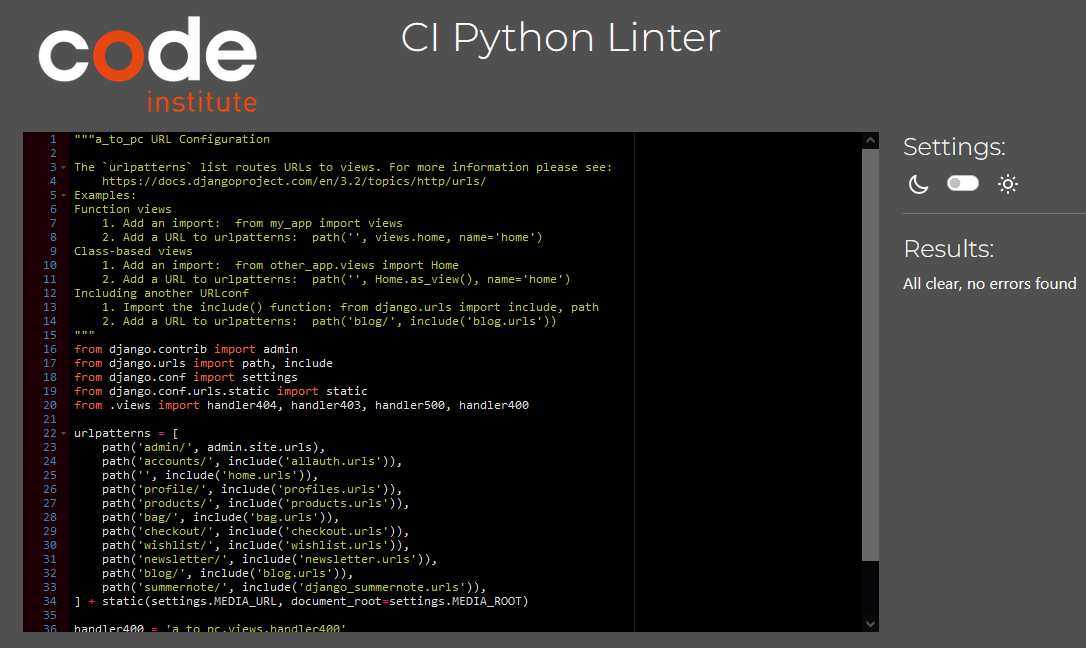 code institute
CI Python Linter
1 """a_to_pc URL Configuration
2
3 The `urlpatterns` list routes URLs to views. For more information please see:
4     https://docs.djangoproject.com/en/3.2/topics/http/urls/
5 Examples:
6 Function views
7     1. Add an import:  from my_app import views
8     2. Add a URL to urlpatterns:  path('', views.home, name='home')
9 Class-based views
10     1. Add an import:  from other_app.views import Home
11     2. Add a URL to urlpatterns:  path('', Home.as_view(), name='home')
12 Including another URLconf
13     1. Import the include() function: from django.urls import include, path
14     2. Add a URL to urlpatterns:  path('blog/', include('blog.urls'))
15 """
16 from django.contrib import admin
17 from django.urls import path, include
18 from django.conf import settings
19 from django.conf.urls.static import static
20 from .views import handler404, handler403, handler500, handler400
21
22 urlpatterns = [
23     path('admin/', admin.site.urls),
24     path('accounts/', include('allauth.urls')),
25     path('', include('home.urls')),
26     path('profile/', include('profiles.urls')),
27     path('products/', include('products.urls')),
28     path('bag/', include('bag.urls')),
29     path('checkout/', include('checkout.urls')),
30     path('wishlist/', include('wishlist.urls')),
31     path('newsletter/', include('newsletter.urls')),
32     path('blog/', include('blog.urls')),
33     path('summernote/', include('django_summernote.urls')),
34 ] + static(settings.MEDIA_URL, document_root=settings.MEDIA_ROOT)
35
36 handler400 = 'a_to_pc.views.handler400'
Settings:
Results:
All clear, no errors found